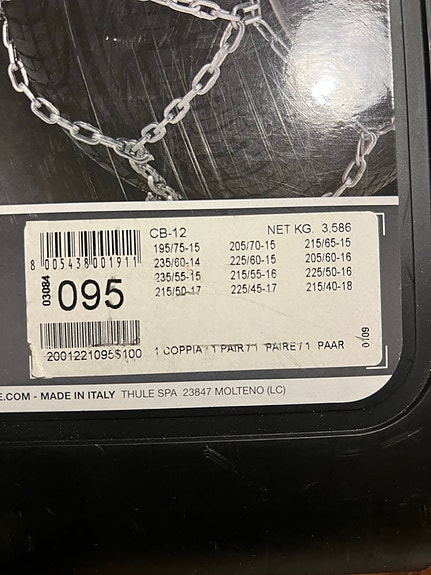 CB-12 NET KG. 3,586
195/75-15 205/70-15 215/65-15
235/60-14 225/60-15 205/60-16
235/55-15 215/55-16 225/50-16
215/50-17 225/45-17 215/40-18
8 005438 001911
03084
095
2001221095$100
1 COPPIA / 1 PAIR / 1 PAIRE / 1 PAAR
0/09
E.COM - MADE IN ITALY THULE SPA 23847 MOLTENO (LC)